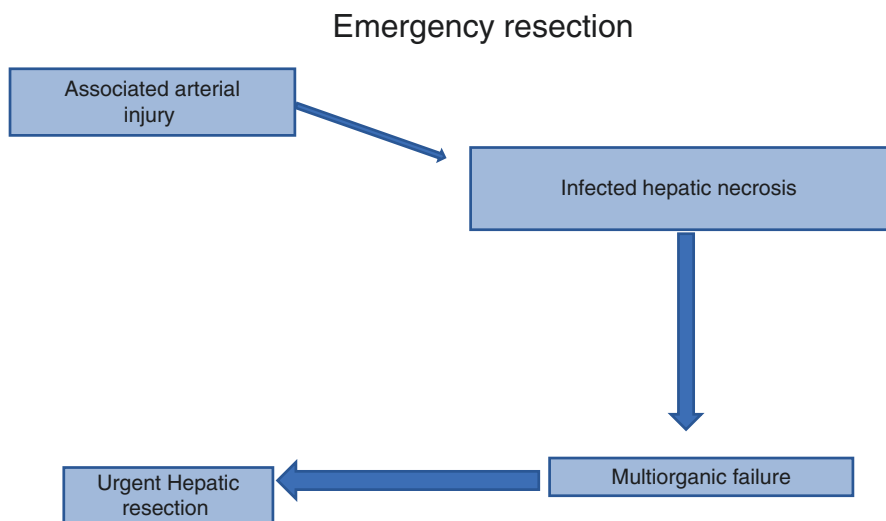 Emergency resection
Associated arterial
injury
Infected hepatic necrosis
Multiorganic failure
Urgent Hepatic
resection